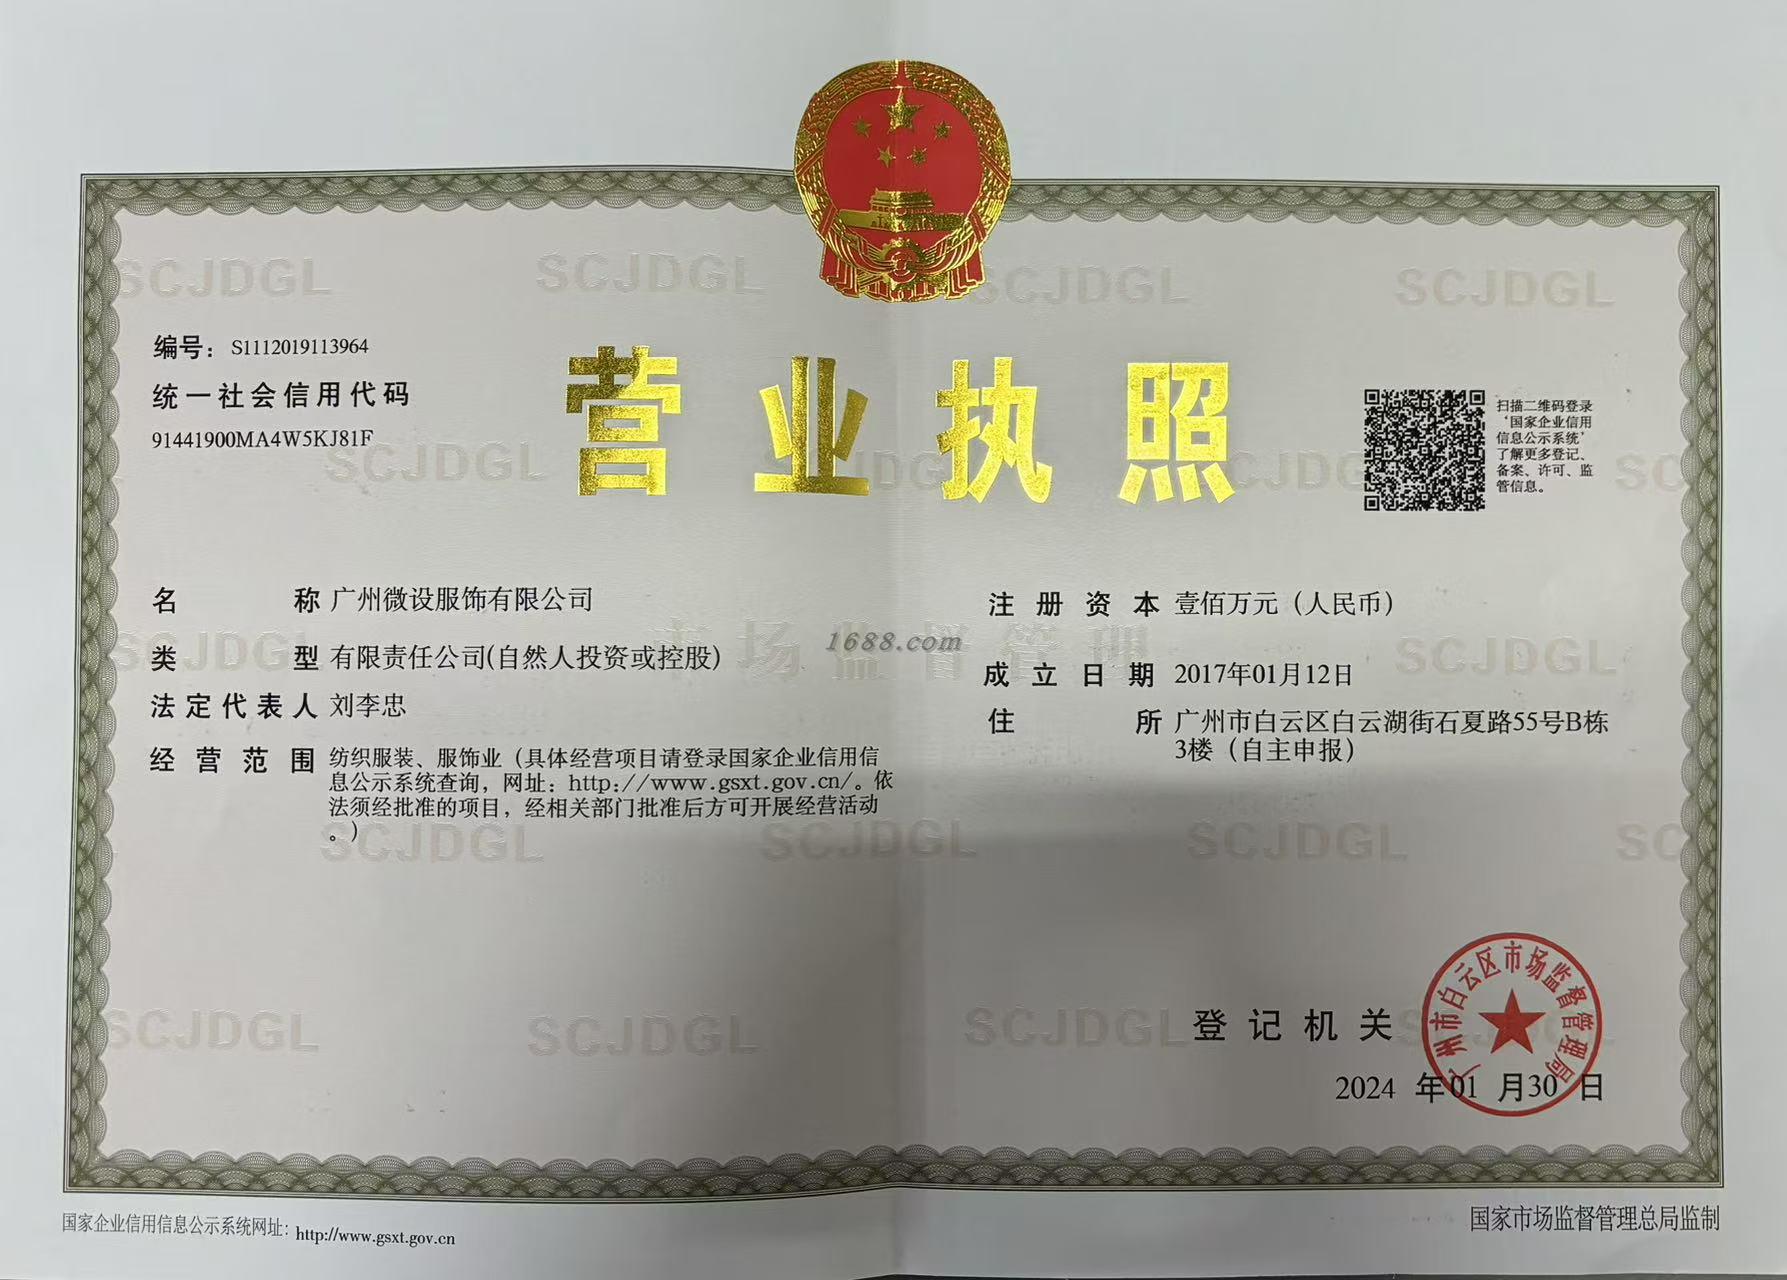 SCJDGL SCJDGL SCJDGL SCJDGL
编号： S1112019113964
统一社会信用代码
91441900MA4W5KJ81F
营业执照
扫描二维码登录
‘国家企业信用
信息公示系统’
了解更多登记、
备案、许可、监
管信息。
名称 广州微设服饰有限公司
类型 有限责任公司(自然人投资或控股)
法定代表人 刘李忠
经营范围 纺织服装、服饰业（具体经营项目请登录国家企业信用信
息公示系统查询，网址：http://www.gsxt.gov.cn/。依
法须经批准的项目，经相关部门批准后方可开展经营活动
。）
注册资本 壹佰万元（人民币）
成立日期 2017年01月12日
住所 广州市白云区白云湖街石夏路55号B栋
3楼（自主申报）
市场监督管理
1688.com
登记机关
广州市白云区市场监督管理局
2024 年01 月30 日
国家企业信用信息公示系统网址：http://www.gsxt.gov.cn
国家市场监督管理总局监制